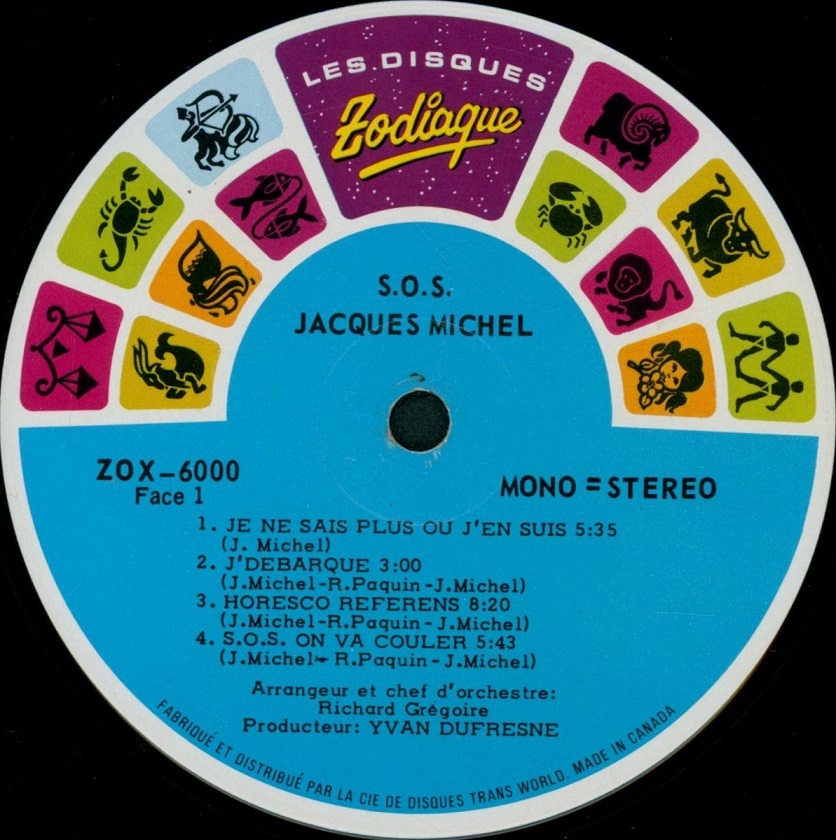 LES DISQUES
Zodiaque
S.O.S.
JACQUES MICHEL
ZOX-6000
Face 1
MONO = STEREO
1. JE NE SAIS PLUS OU J'EN SUIS 5:35
(J. Michel)
2. J'DEBARQUE 3:00
(J.Michel-R.Paquin-J.Michel)
3. HORESCO REFERENS 8:20
(J.Michel-R.Paquin-J.Michel)
4. S.O.S. ON VA COULER 5:43
(J.Michel-R.Paquin-J.Michel)
Arrangeur et chef d'orchestre:
Richard Grégoire
Producteur: YVAN DUFRESNE
FABRIQUÉ ET DISTRIBUÉ PAR LA CIE DE DISQUES TRANS WORLD. MADE IN CANADA